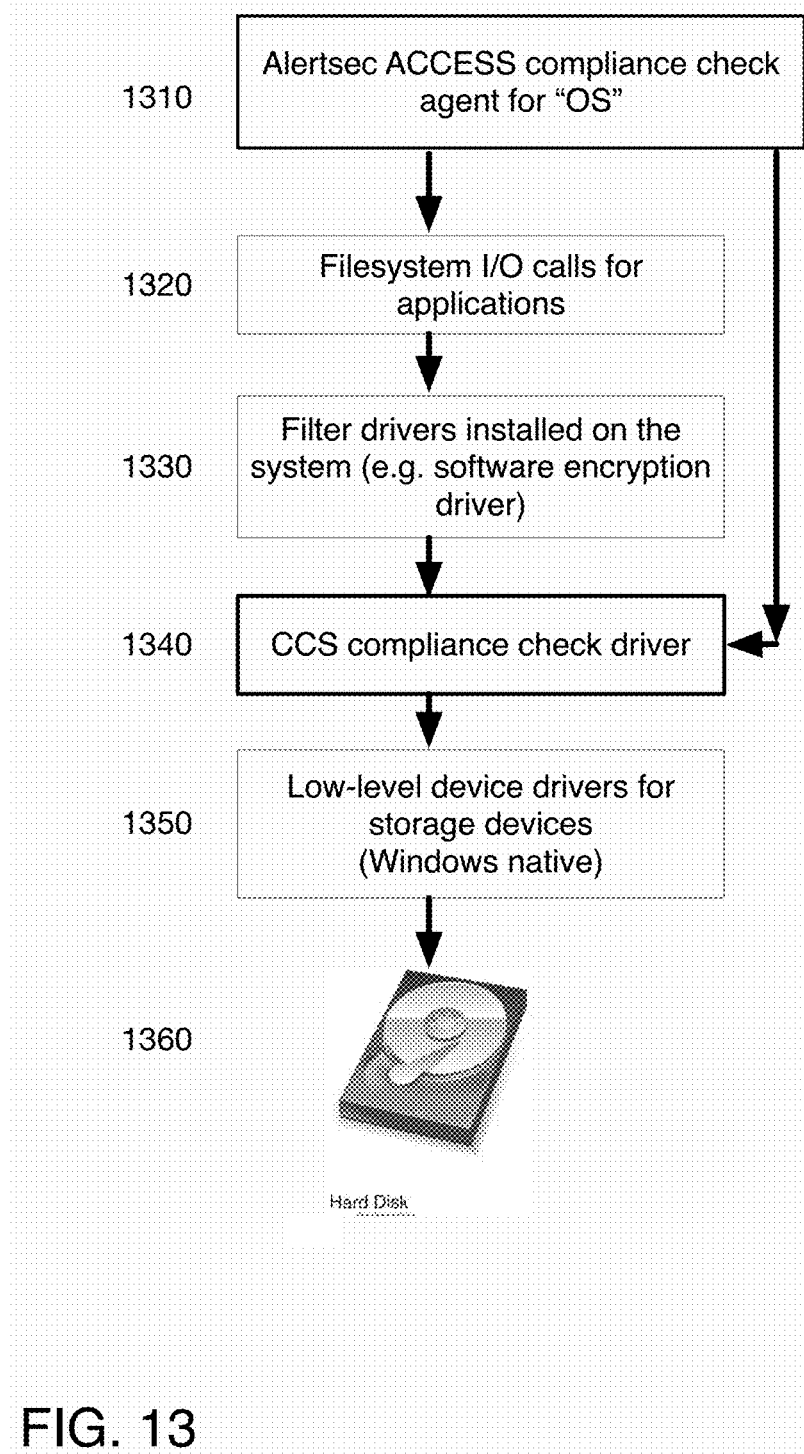 1310
Alertsec ACCESS compliance check
agent for “OS”
1320
Filesystem I/O calls for
applications
1330
Filter drivers installed on the
system (e.g. software encryption
driver)
1340
CCS compliance check driver
1350
Low-level device drivers for
storage devices
(Windows native)
1360
Hard Disk
FIG. 13